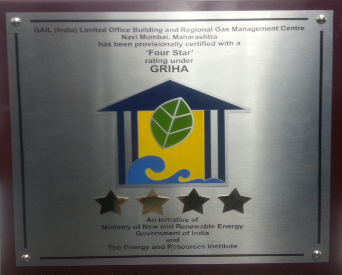 GAIL (India) Limited Office Building and Regional Gas Management Centre
Navi Mumbai, Maharashtra
has been provisionally certified with a
'Four Star'
rating under
GRIHA
An Initiative of
Ministry of New and Renewable Energy
Government of India
and
The Energy and Resources Institute